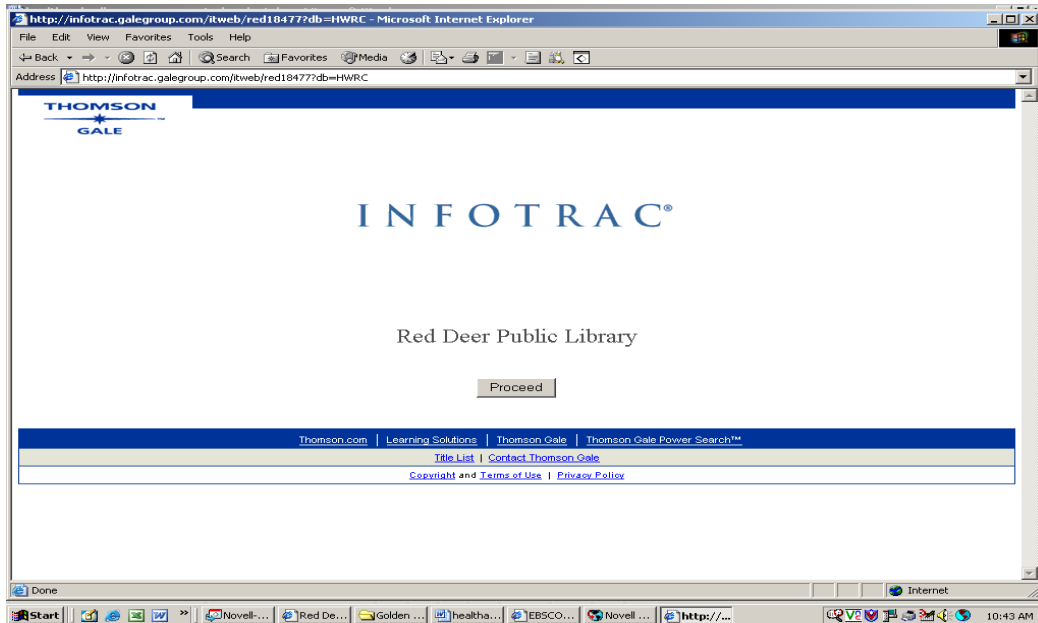 http://infotrac.galegroup.com/itweb/red18477?db=HWRC - Microsoft Internet Explorer
File Edit View Favorites Tools Help
Back Search Favorites Media
Address http://infotrac.galegroup.com/itweb/red18477?db=HWRC
THOMSON
GALE
INFOTRAC®
Red Deer Public Library
Proceed
Thomson.com | Learning Solutions | Thomson Gale | Thomson Gale Power Search™
Title List | Contact Thomson Gale
Copyright and Terms of Use | Privacy Policy
Done Internet
Start » Novell-... Red De... Golden ... healtha... EBSCO... Novell ... http://... V2 10:43 AM